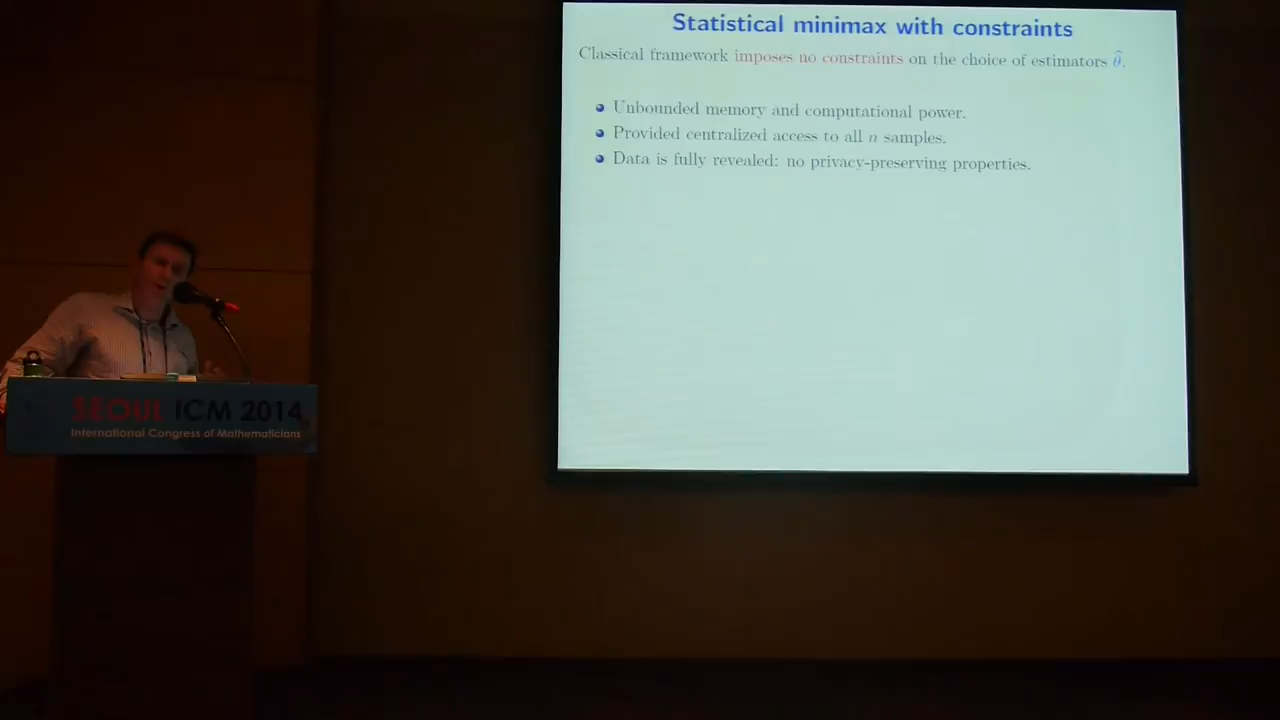 Statistical minimax with constraints
Classical framework imposes no constraints on the choice of estimators θ̂.
Unbounded memory and computational power.
Provided centralized access to all n samples.
Data is fully revealed: no privacy-preserving properties.
SEOUL ICM 2014
International Congress of Mathematicians